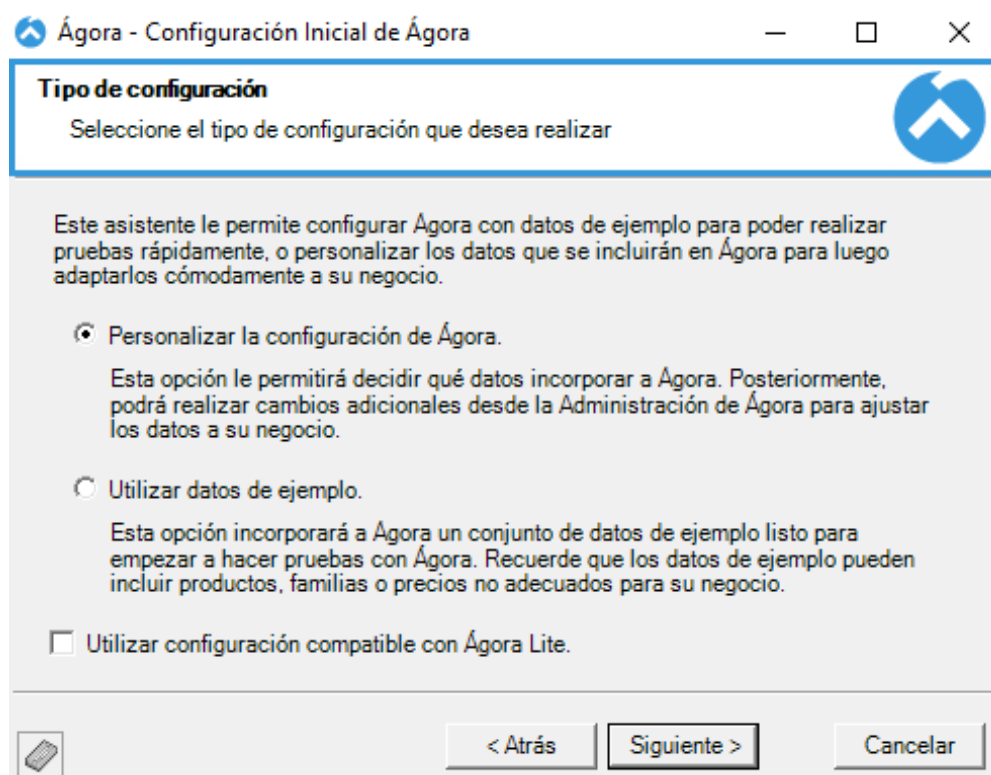 Ágora - Configuración Inicial de Ágora
Tipo de configuración
Seleccione el tipo de configuración que desea realizar
Este asistente le permite configurar Agora con datos de ejemplo para poder realizar
pruebas rápidamente, o personalizar los datos que se incluirán en Ágora para luego
adaptarlos cómodamente a su negocio.
Personalizar la configuración de Ágora.
Esta opción le permitirá decidir qué datos incorporar a Agora. Posteriormente,
podrá realizar cambios adicionales desde la Administración de Ágora para ajustar
los datos a su negocio.
Utilizar datos de ejemplo.
Esta opción incorporará a Agora un conjunto de datos de ejemplo listo para
empezar a hacer pruebas con Ágora. Recuerde que los datos de ejemplo pueden
incluir productos, familias o precios no adecuados para su negocio.
Utilizar configuración compatible con Ágora Lite.
< Atrás
Siguiente >
Cancelar